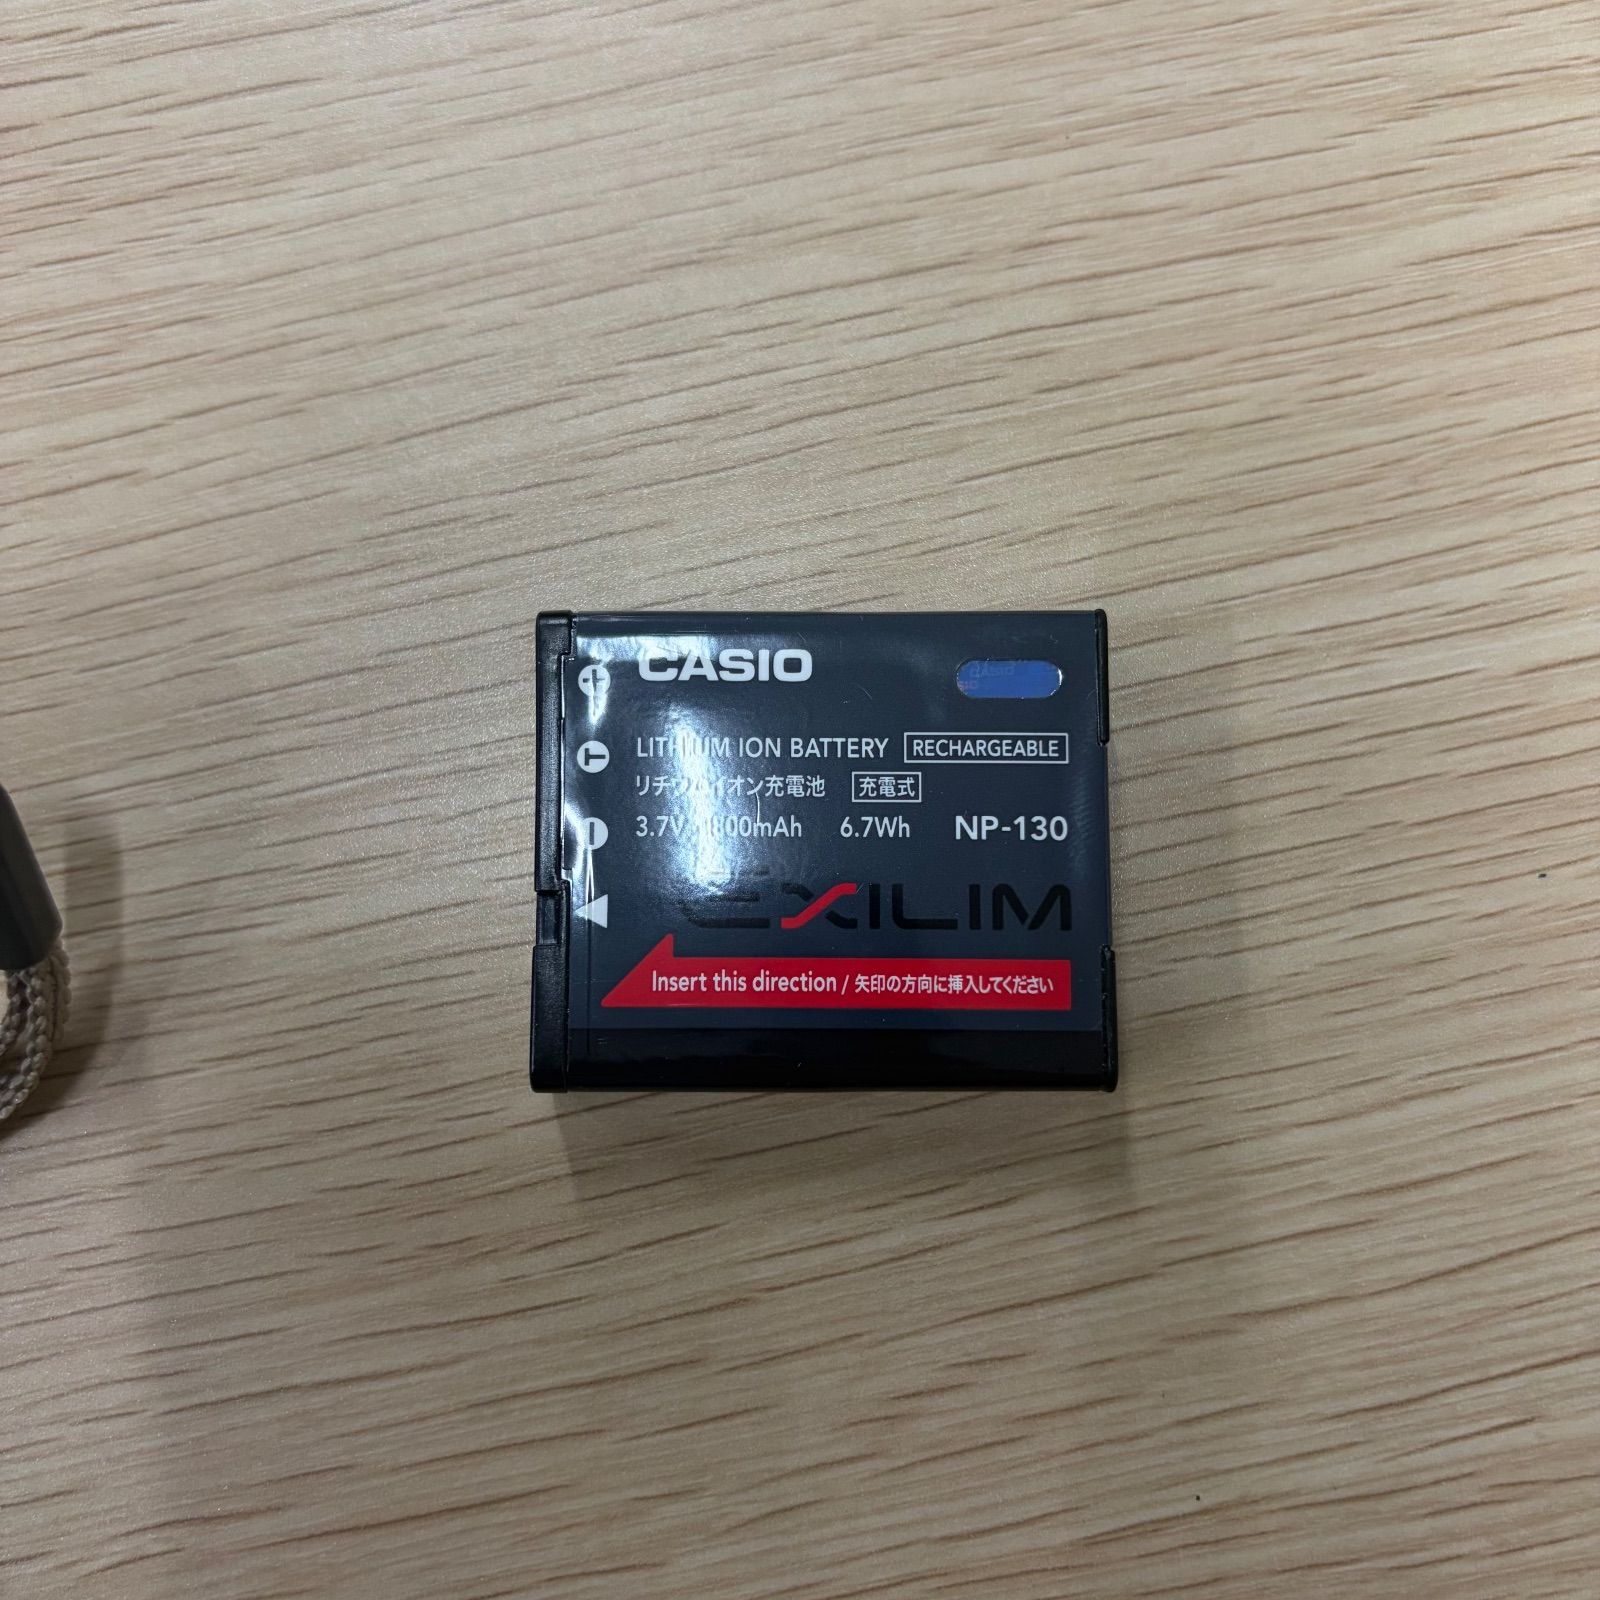 CASIO
CASIO
LITHIUM ION BATTERY RECHARGEABLE
リチウムイオン充電池 充電式
3.7V 1800mAh 6.7Wh NP-130
EXILIM
Insert this direction / 矢印の方向に挿入してください